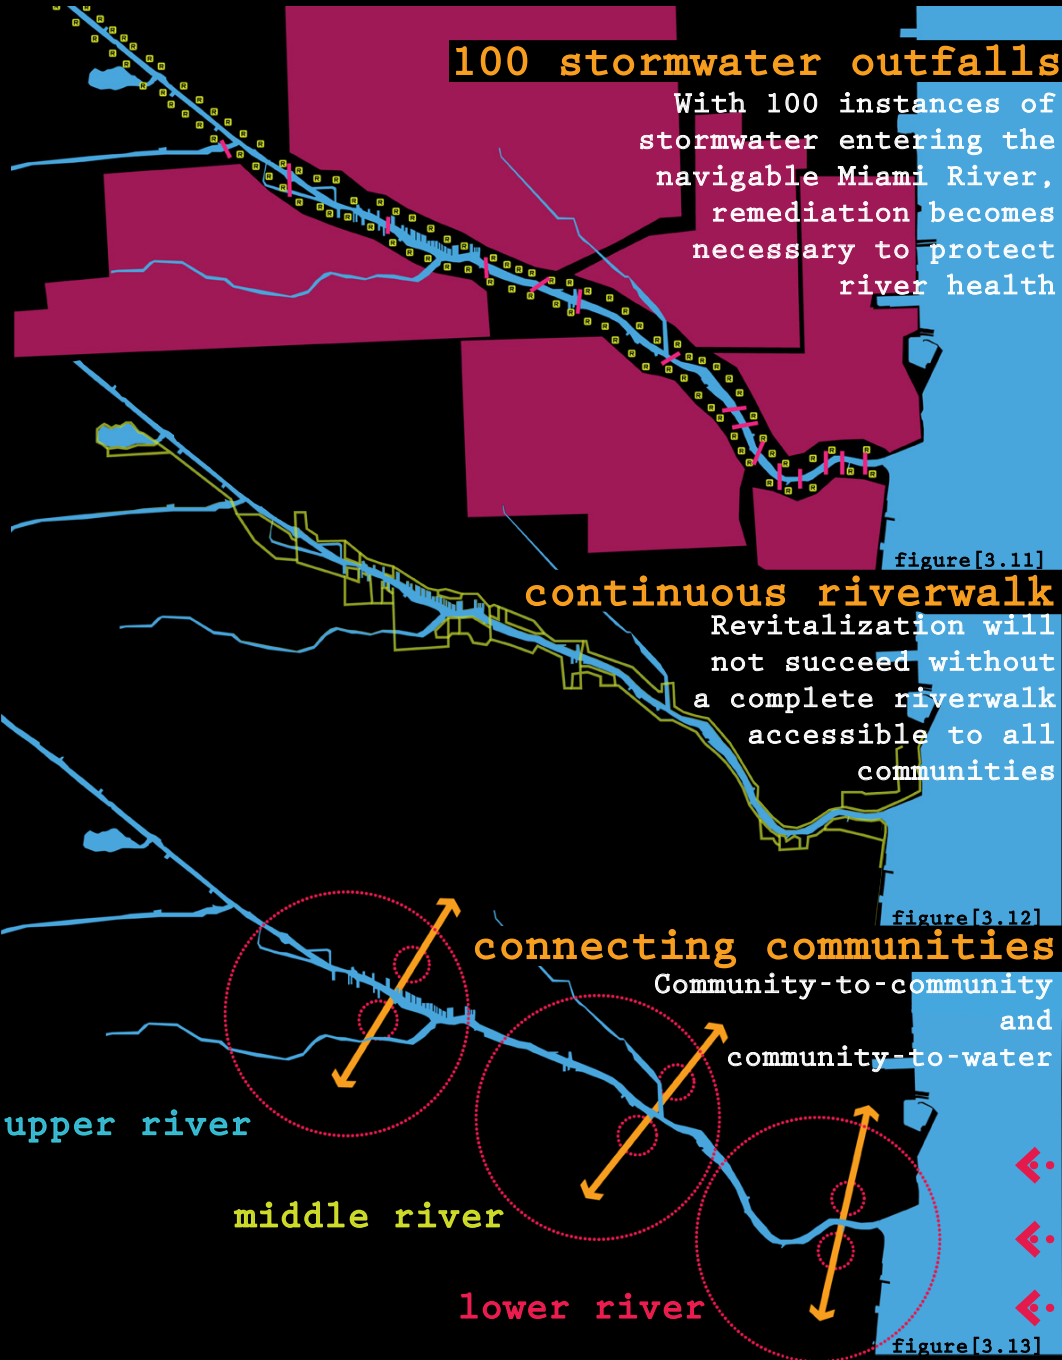 100 stormwater outfalls
With 100 instances of
stormwater entering the
navigable Miami River,
remediation becomes
necessary to protect
river health
figure[3.11]
continuous riverwalk
Revitalization will
not succeed without
a complete riverwalk
accessible to all
communities
figure[3.12]
connecting communities
Community-to-community
and
community-to-water
upper river
middle river
lower river
figure[3.13]